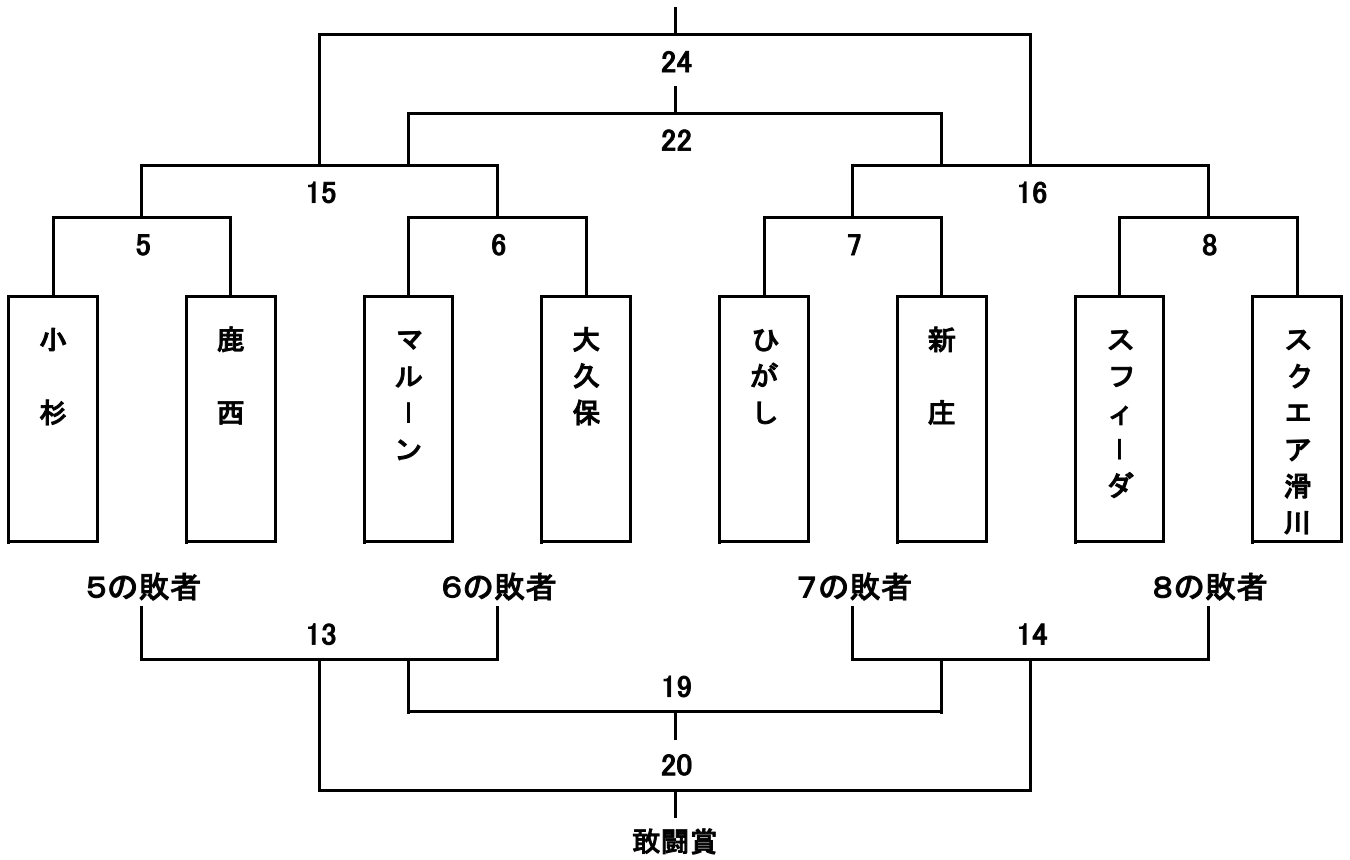 24
22
15
16
5
6
7
8
小杉
鹿西
マルーン
大久保
ひがし
新庄
スフィーダ
スクエア滑川
５の敗者
６の敗者
７の敗者
８の敗者
13
14
19
20
敢闘賞